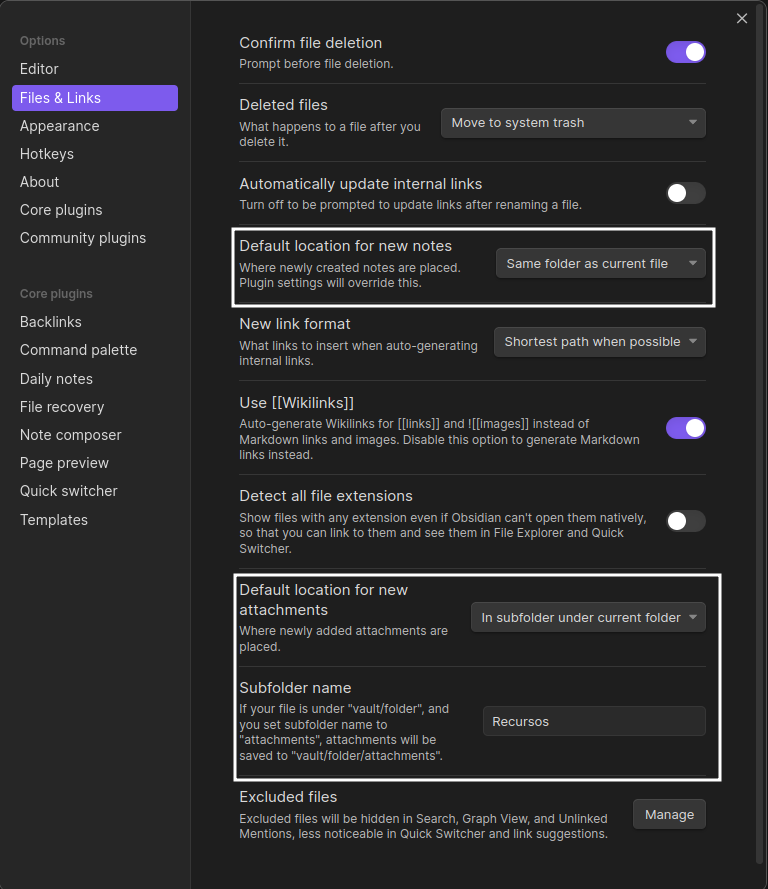 Options
Editor
Files & Links
Appearance
Hotkeys
About
Core plugins
Community plugins
Core plugins
Backlinks
Command palette
Daily notes
File recovery
Note composer
Page preview
Quick switcher
Templates
Confirm file deletion
Prompt before file deletion.
Deleted files
What happens to a file after you
delete it.
Move to system trash
Automatically update internal links
Turn off to be prompted to update links after renaming a file.
Default location for new notes
Where newly created notes are placed.
Plugin settings will override this.
Same folder as current file
New link format
What links to insert when auto-generating
internal links.
Shortest path when possible
Use [[Wikilinks]]
Auto-generate Wikilinks for [[links]] and ![[images]] instead of
Markdown links and images. Disable this option to generate Markdown
links instead.
Detect all file extensions
Show files with any extension even if Obsidian can't open them natively,
so that you can link to them and see them in File Explorer and Quick
Switcher.
Default location for new
attachments
Where newly added attachments are
placed.
In subfolder under current folder
Subfolder name
If your file is under "vault/folder", and
you set subfolder name to
"attachments", attachments will be
saved to "vault/folder/attachments".
Recursos
Excluded files
Excluded files will be hidden in Search, Graph View, and Unlinked
Mentions, less noticeable in Quick Switcher and link suggestions.
Manage